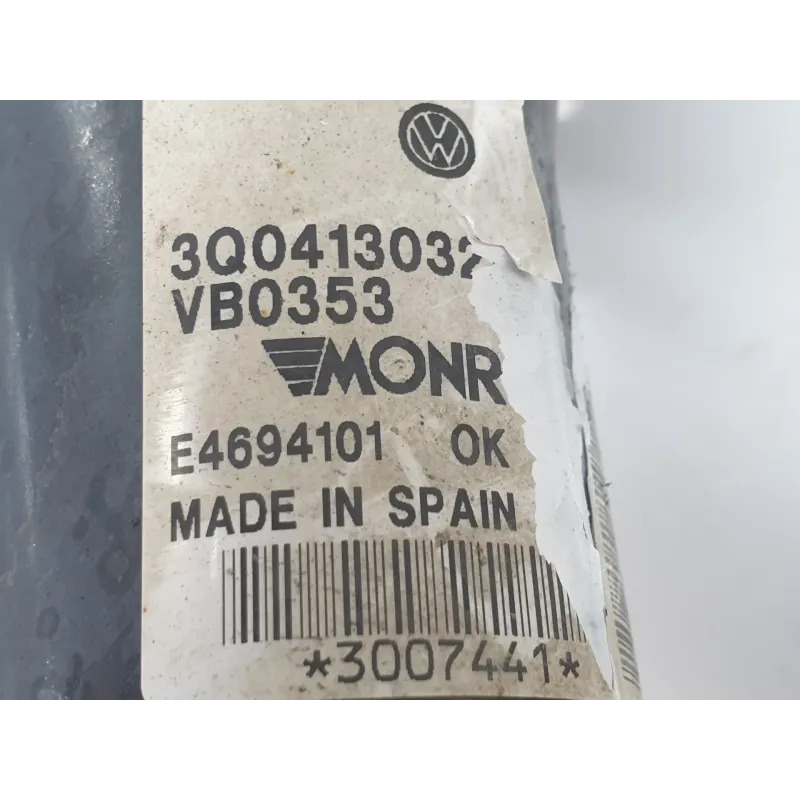 3Q0413032
VB0353
MONR
E4694101 OK
MADE IN SPAIN
*3007441*